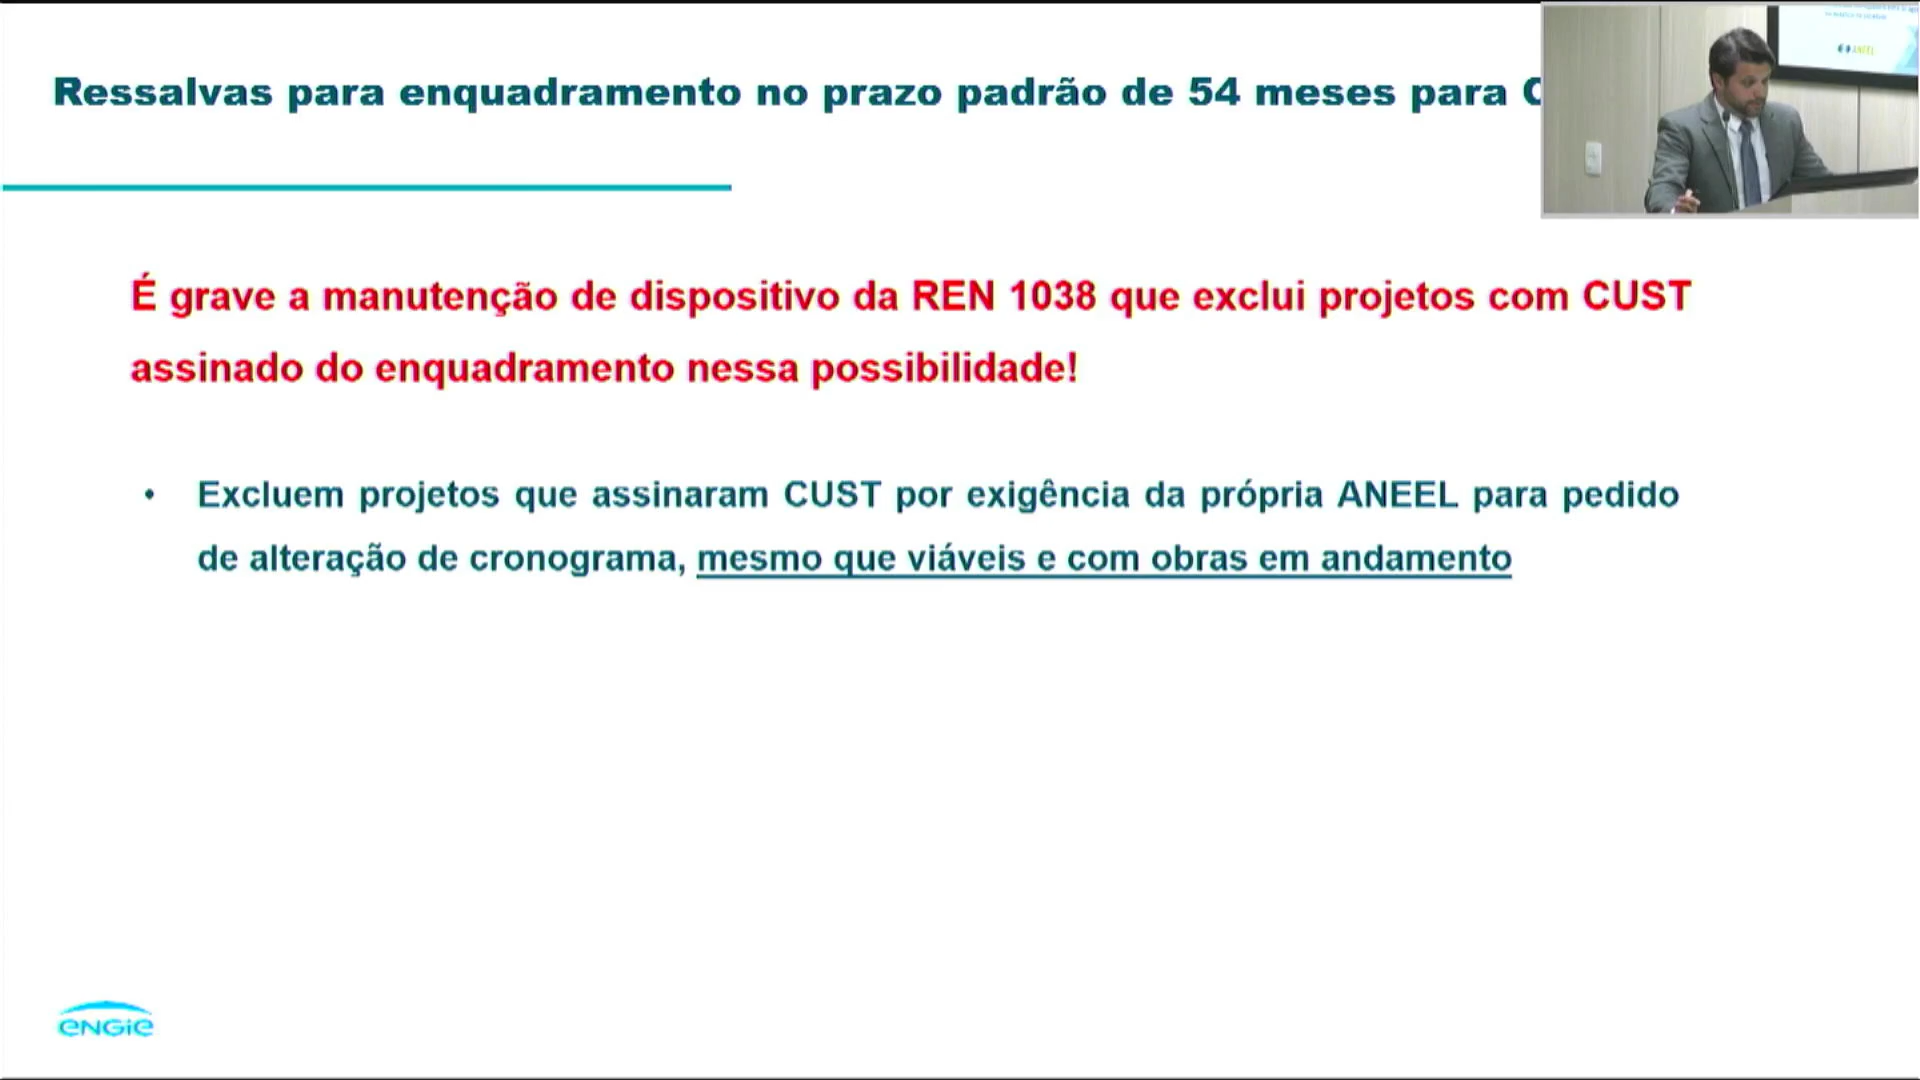 Ressalvas para enquadramento no prazo padrão de 54 meses para
É grave a manutenção de dispositivo da REN 1038 que exclui projetos com CUST
assinado do enquadramento nessa possibilidade!
• Excluem projetos que assinaram CUST por exigência da própria ANEEL para pedido
de alteração de cronograma, mesmo que viáveis e com obras em andamento
ENGIE
ANEEL